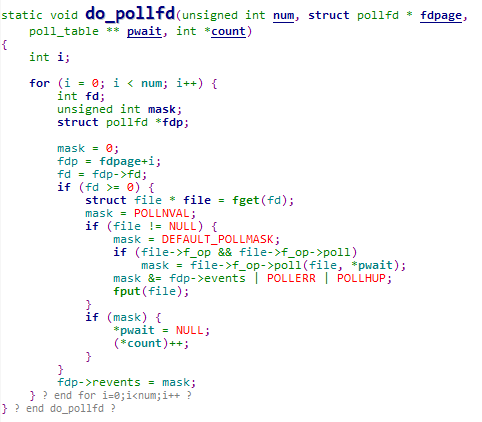 static void do_pollfd(unsigned int num, struct pollfd * fdpage,
    poll_table ** pwait, int *count)
{
    int i;

    for (i = 0; i < num; i++) {
        int fd;
        unsigned int mask;
        struct pollfd *fdp;

        mask = 0;
        fdp = fdpage+i;
        fd = fdp->fd;
        if (fd >= 0) {
            struct file * file = fget(fd);
            mask = POLLNVAL;
            if (file != NULL) {
                mask = DEFAULT_POLLMASK;
                if (file->f_op && file->f_op->poll)
                    mask = file->f_op->poll(file, *pwait);
                mask &= fdp->events | POLLERR | POLLHUP;
                fput(file);
            }
            if (mask) {
                *pwait = NULL;
                (*count)++;
            }
        }
        fdp->revents = mask;
    } ? end for i=0;i<num;i++ ?
} ? end do_pollfd ?